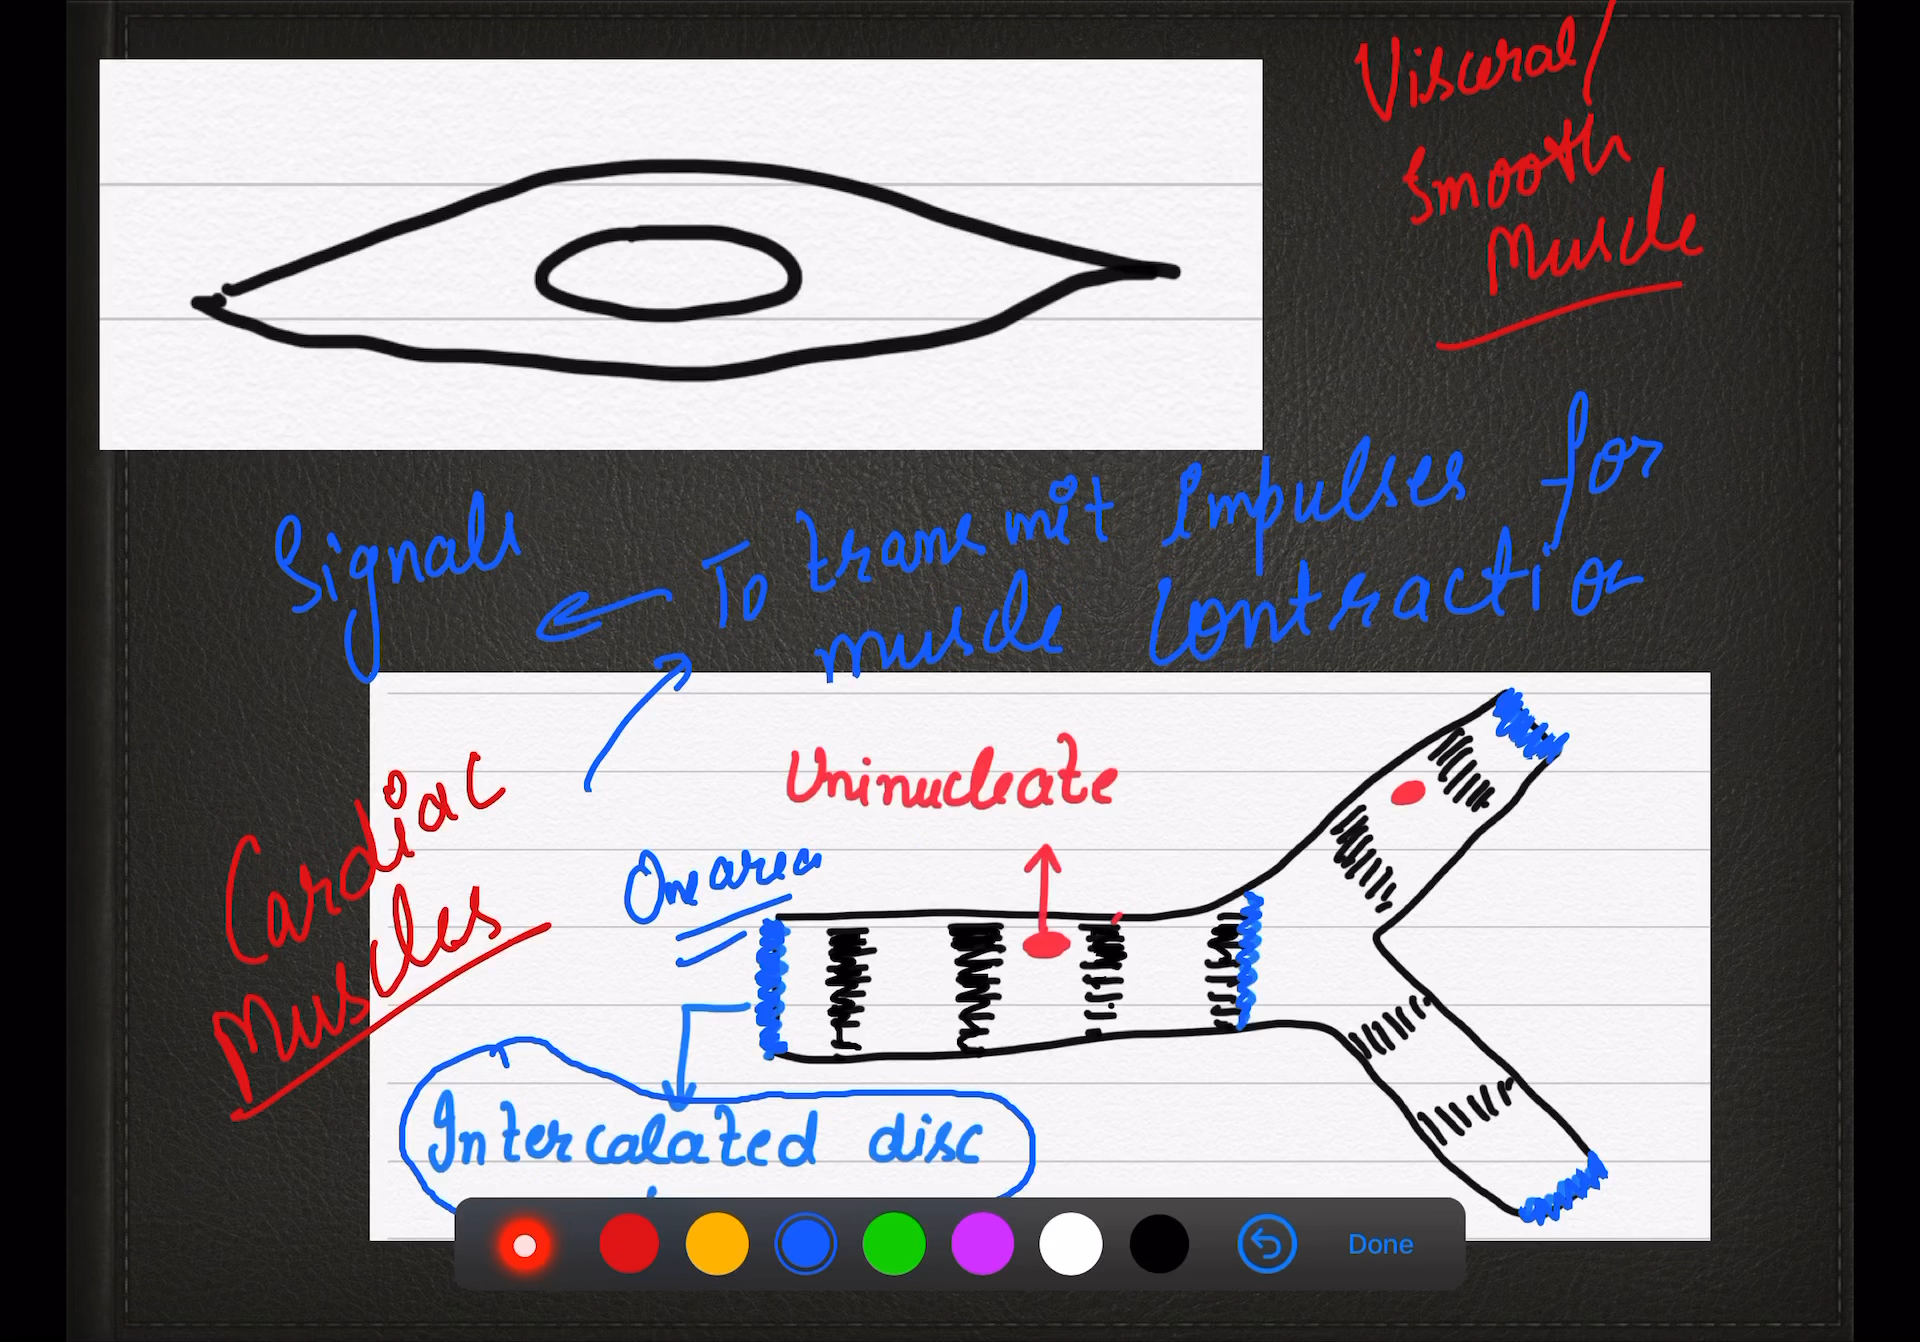 Visceral/
Smooth
Muscle
Signals
To transmit Impulses for
muscle Contraction
Uninucleate
Cardiac
Muscles
One area
Intercalated disc
Done